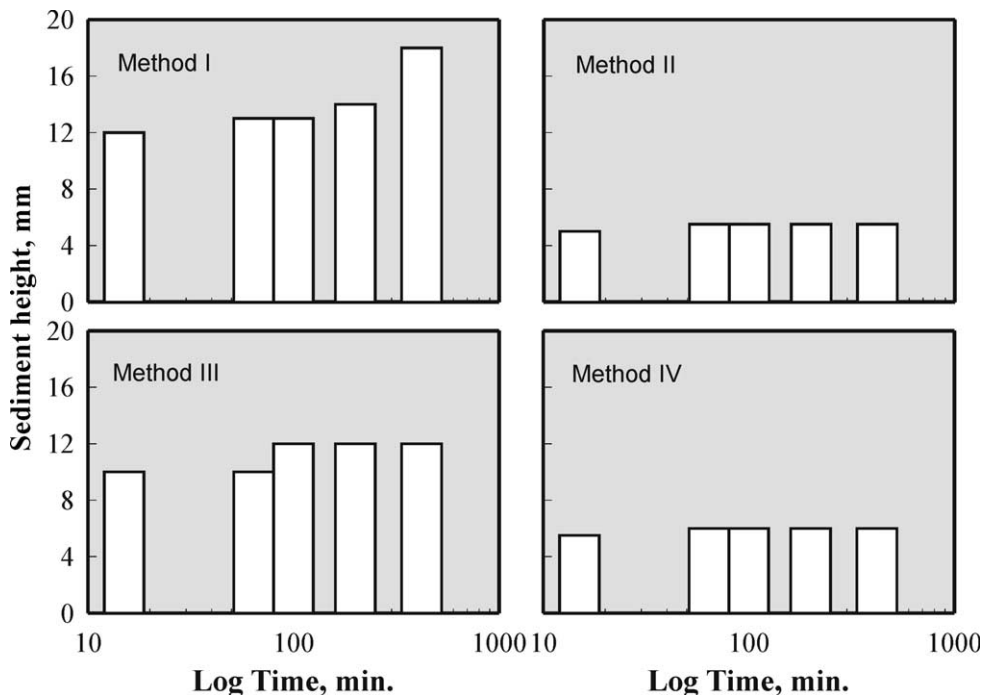 20
16
12
8
4
0
Method I
Method II
Sediment height, mm
20
16
12
8
4
0
Method III
Method IV
10
100
1000
10
100
1000
Log Time, min.
Log Time, min.